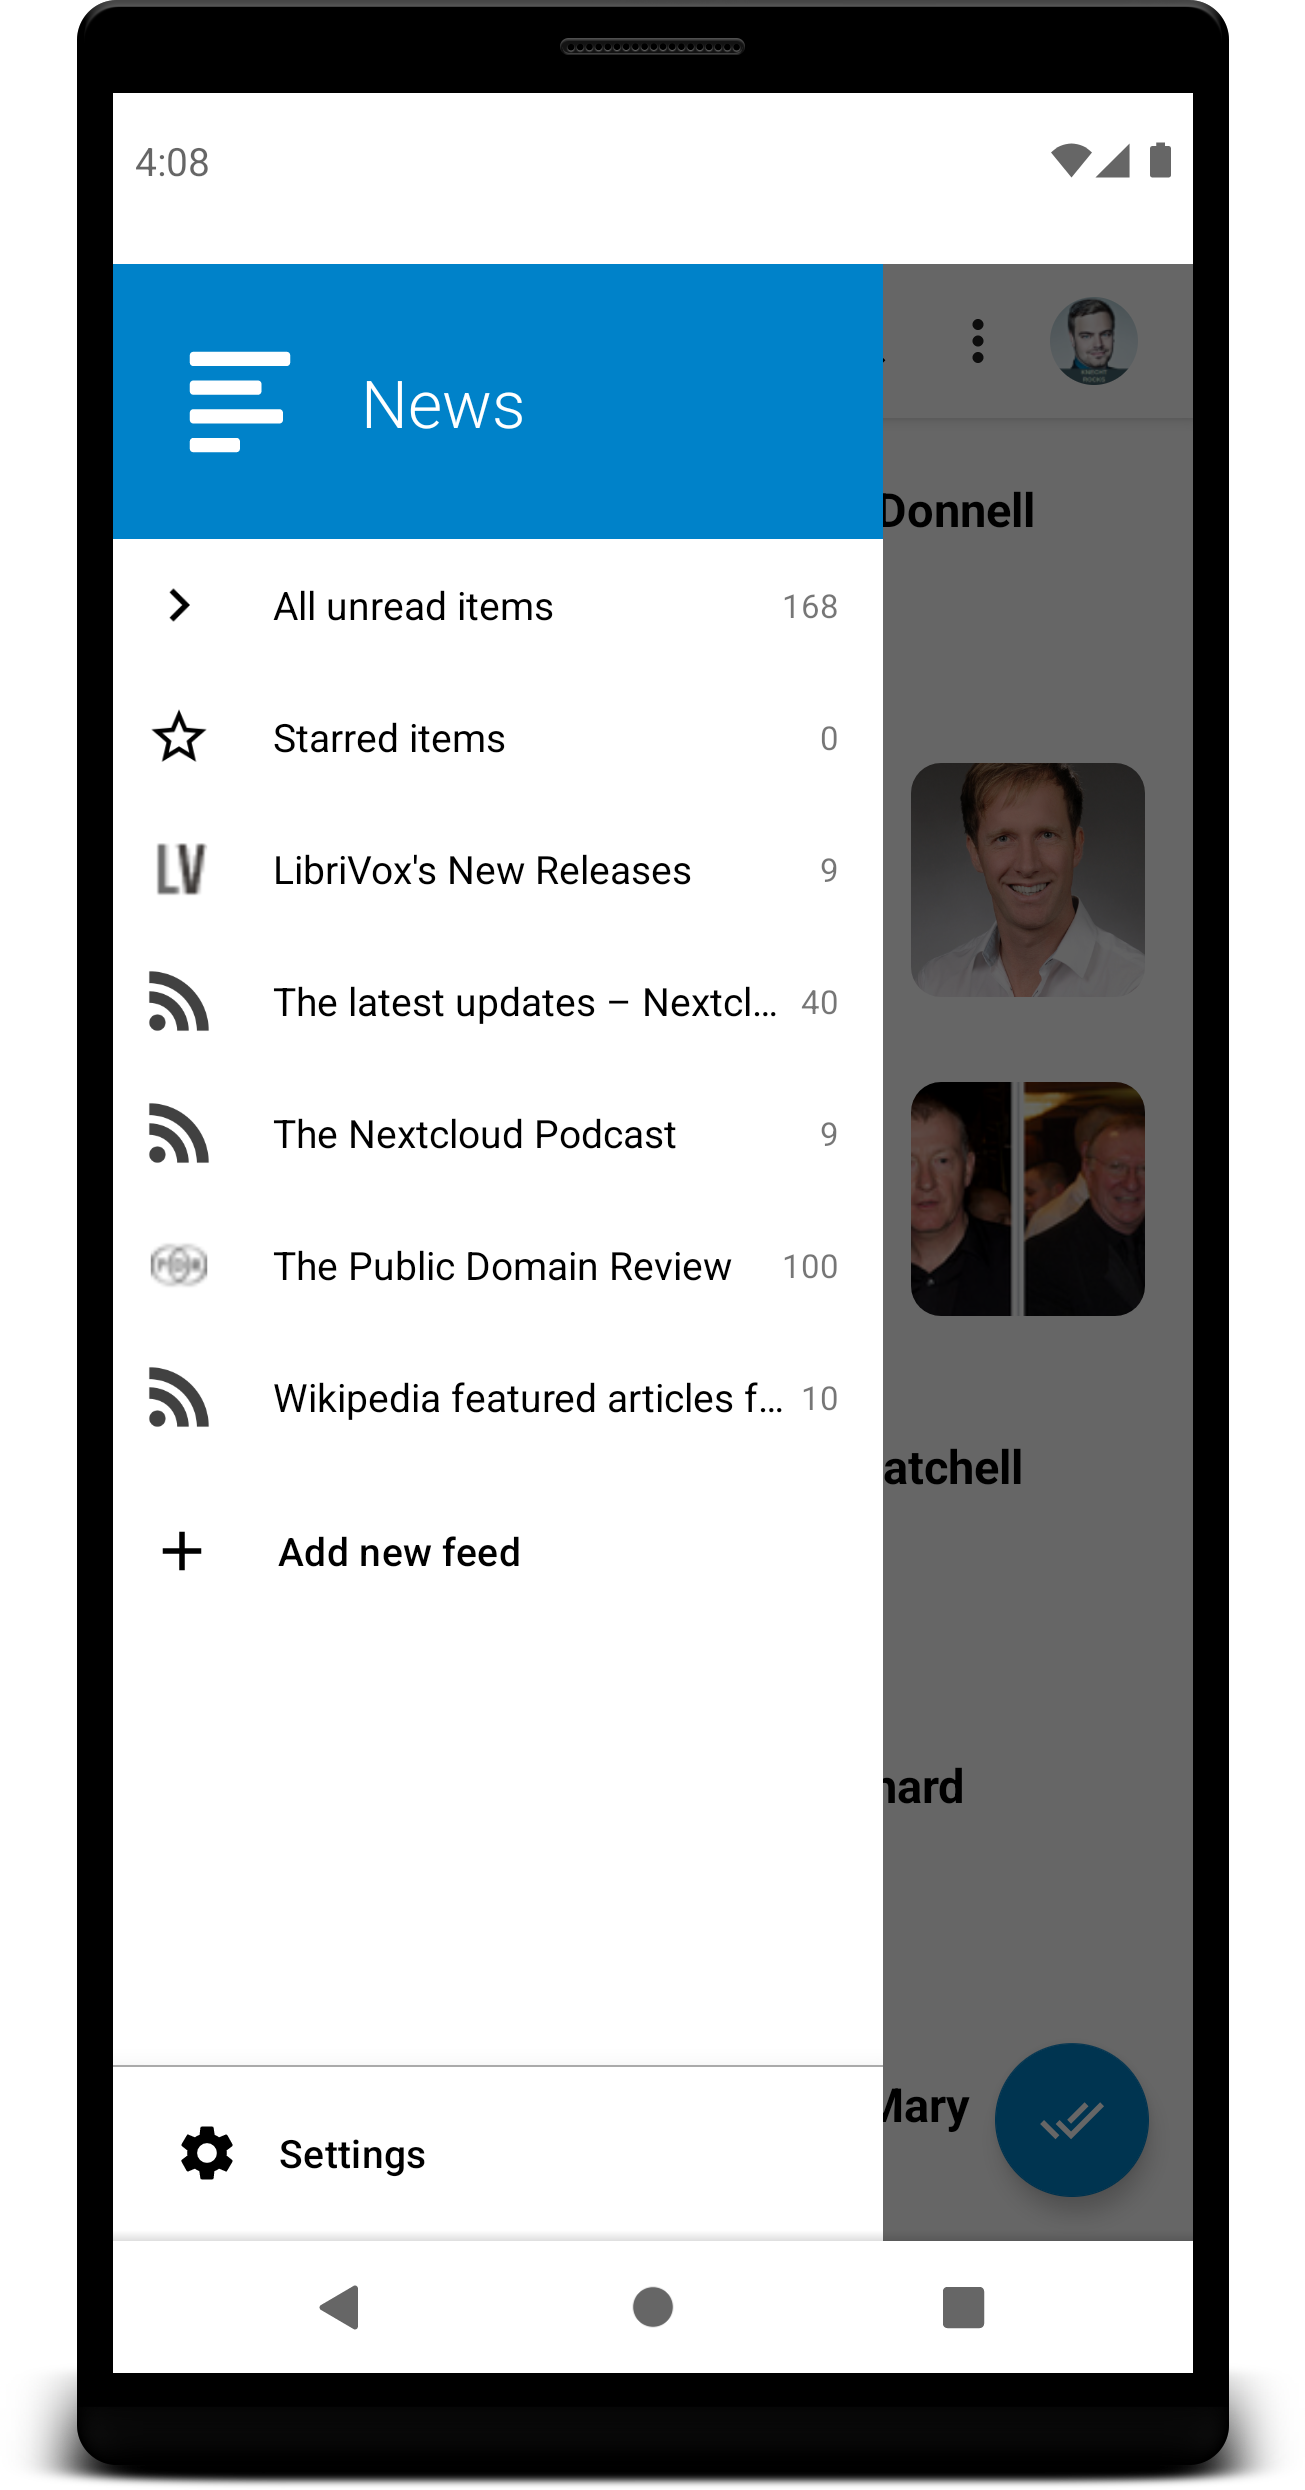 4:08
News
Donnell
All unread items 168
Starred items 0
LV LibriVox's New Releases 9
The latest updates – Nextcl... 40
The Nextcloud Podcast 9
PDR The Public Domain Review 100
Wikipedia featured articles f... 10
atchell
Add new feed
hard
Mary
Settings